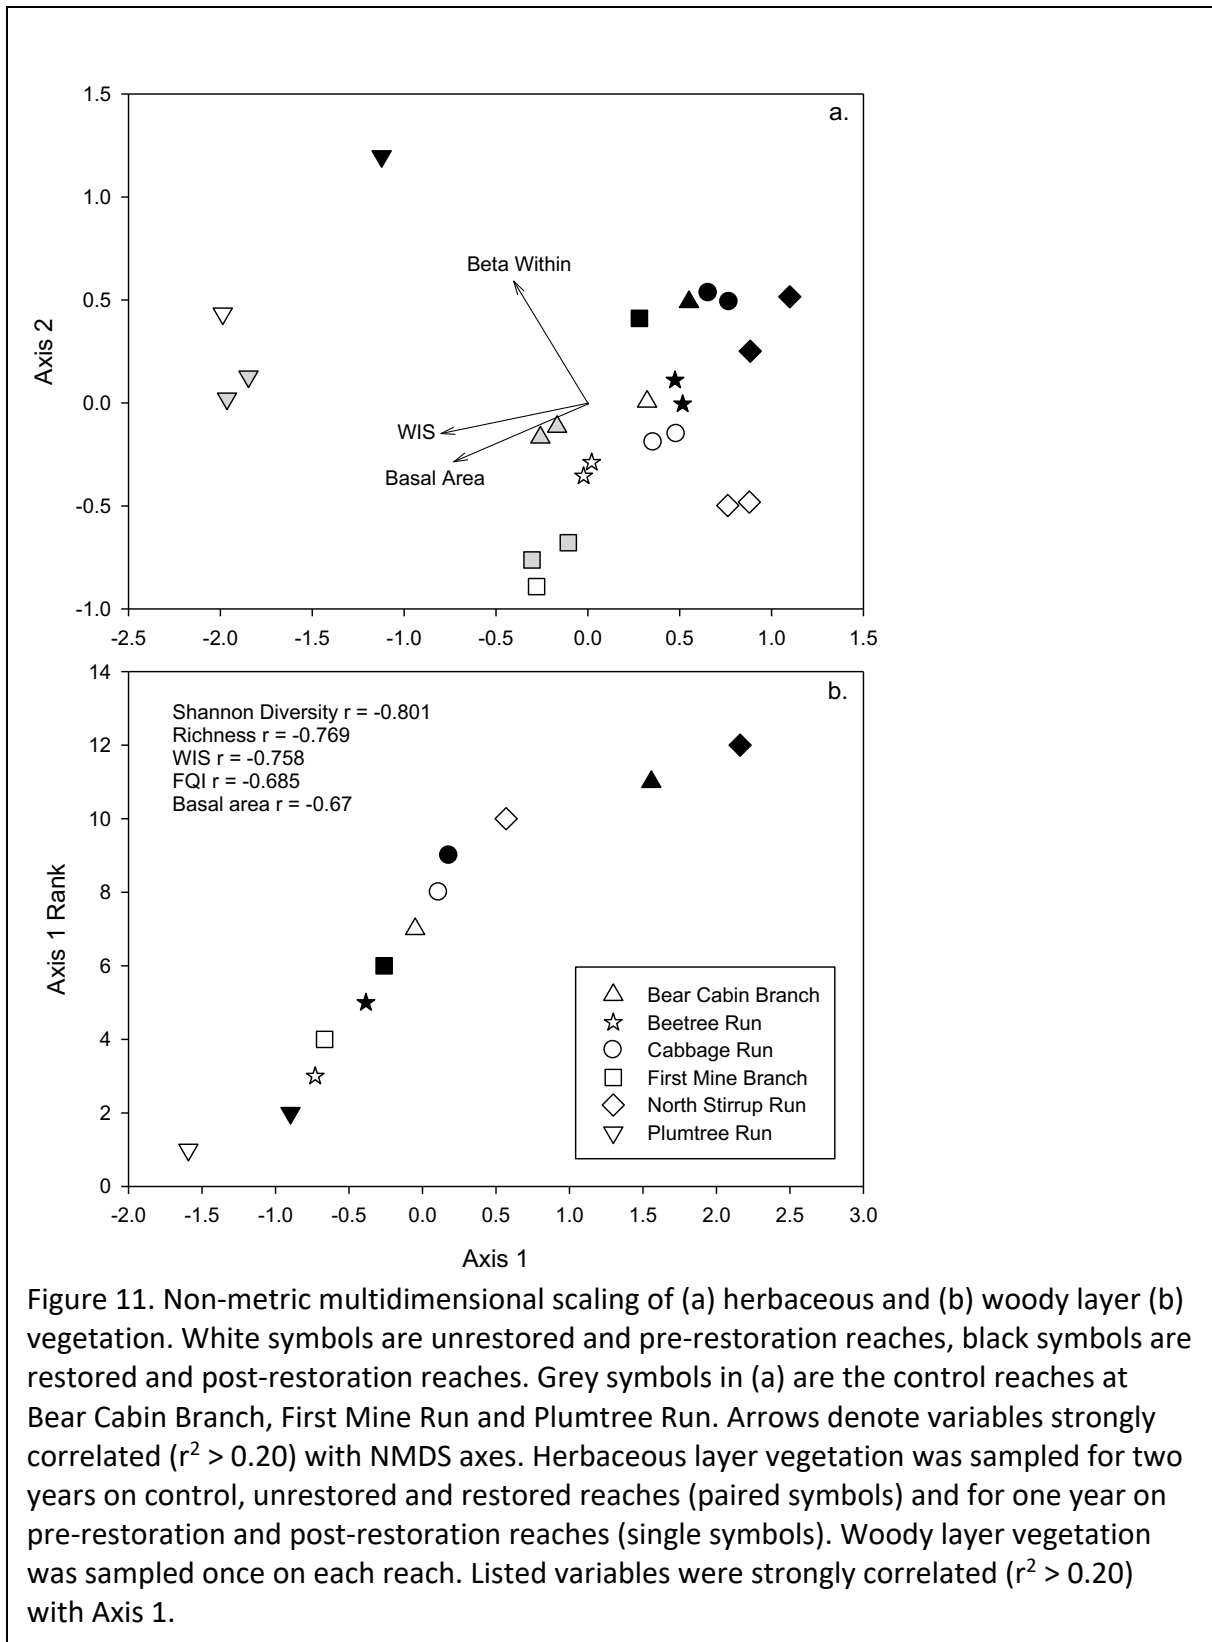 a.
1.5
1.0
0.5
0.0
-0.5
-1.0
Axis 2
Beta Within
WIS
Basal Area
-2.5 -2.0 -1.5 -1.0 -0.5 0.0 0.5 1.0 1.5
b.
14
12
10
8
6
4
2
0
Axis 1 Rank
Shannon Diversity r = -0.801
Richness r = -0.769
WIS r = -0.758
FQI r = -0.685
Basal area r = -0.67
Bear Cabin Branch
Beetree Run
Cabbage Run
First Mine Branch
North Stirrup Run
Plumtree Run
-2.0 -1.5 -1.0 -0.5 0.0 0.5 1.0 1.5 2.0 2.5 3.0
Axis 1
Figure 11. Non-metric multidimensional scaling of (a) herbaceous and (b) woody layer (b)
vegetation. White symbols are unrestored and pre-restoration reaches, black symbols are
restored and post-restoration reaches. Grey symbols in (a) are the control reaches at
Bear Cabin Branch, First Mine Run and Plumtree Run. Arrows denote variables strongly
correlated (r² > 0.20) with NMDS axes. Herbaceous layer vegetation was sampled for two
years on control, unrestored and restored reaches (paired symbols) and for one year on
pre-restoration and post-restoration reaches (single symbols). Woody layer vegetation
was sampled once on each reach. Listed variables were strongly correlated (r² > 0.20)
with Axis 1.